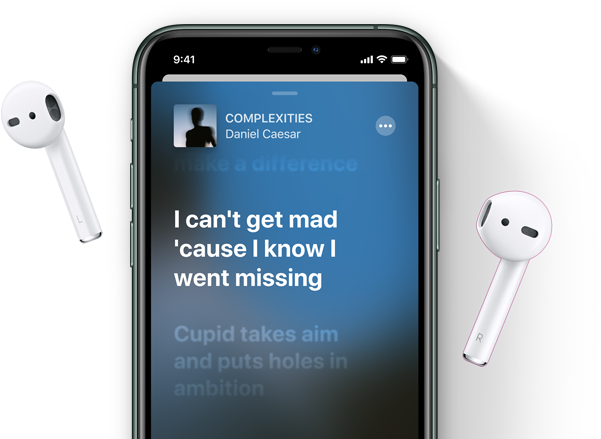 9:41
COMPLEXITIES
Daniel Caesar
make a difference
I can't get mad
'cause I know I
went missing
Cupid takes aim
and puts holes in
ambition
L
R